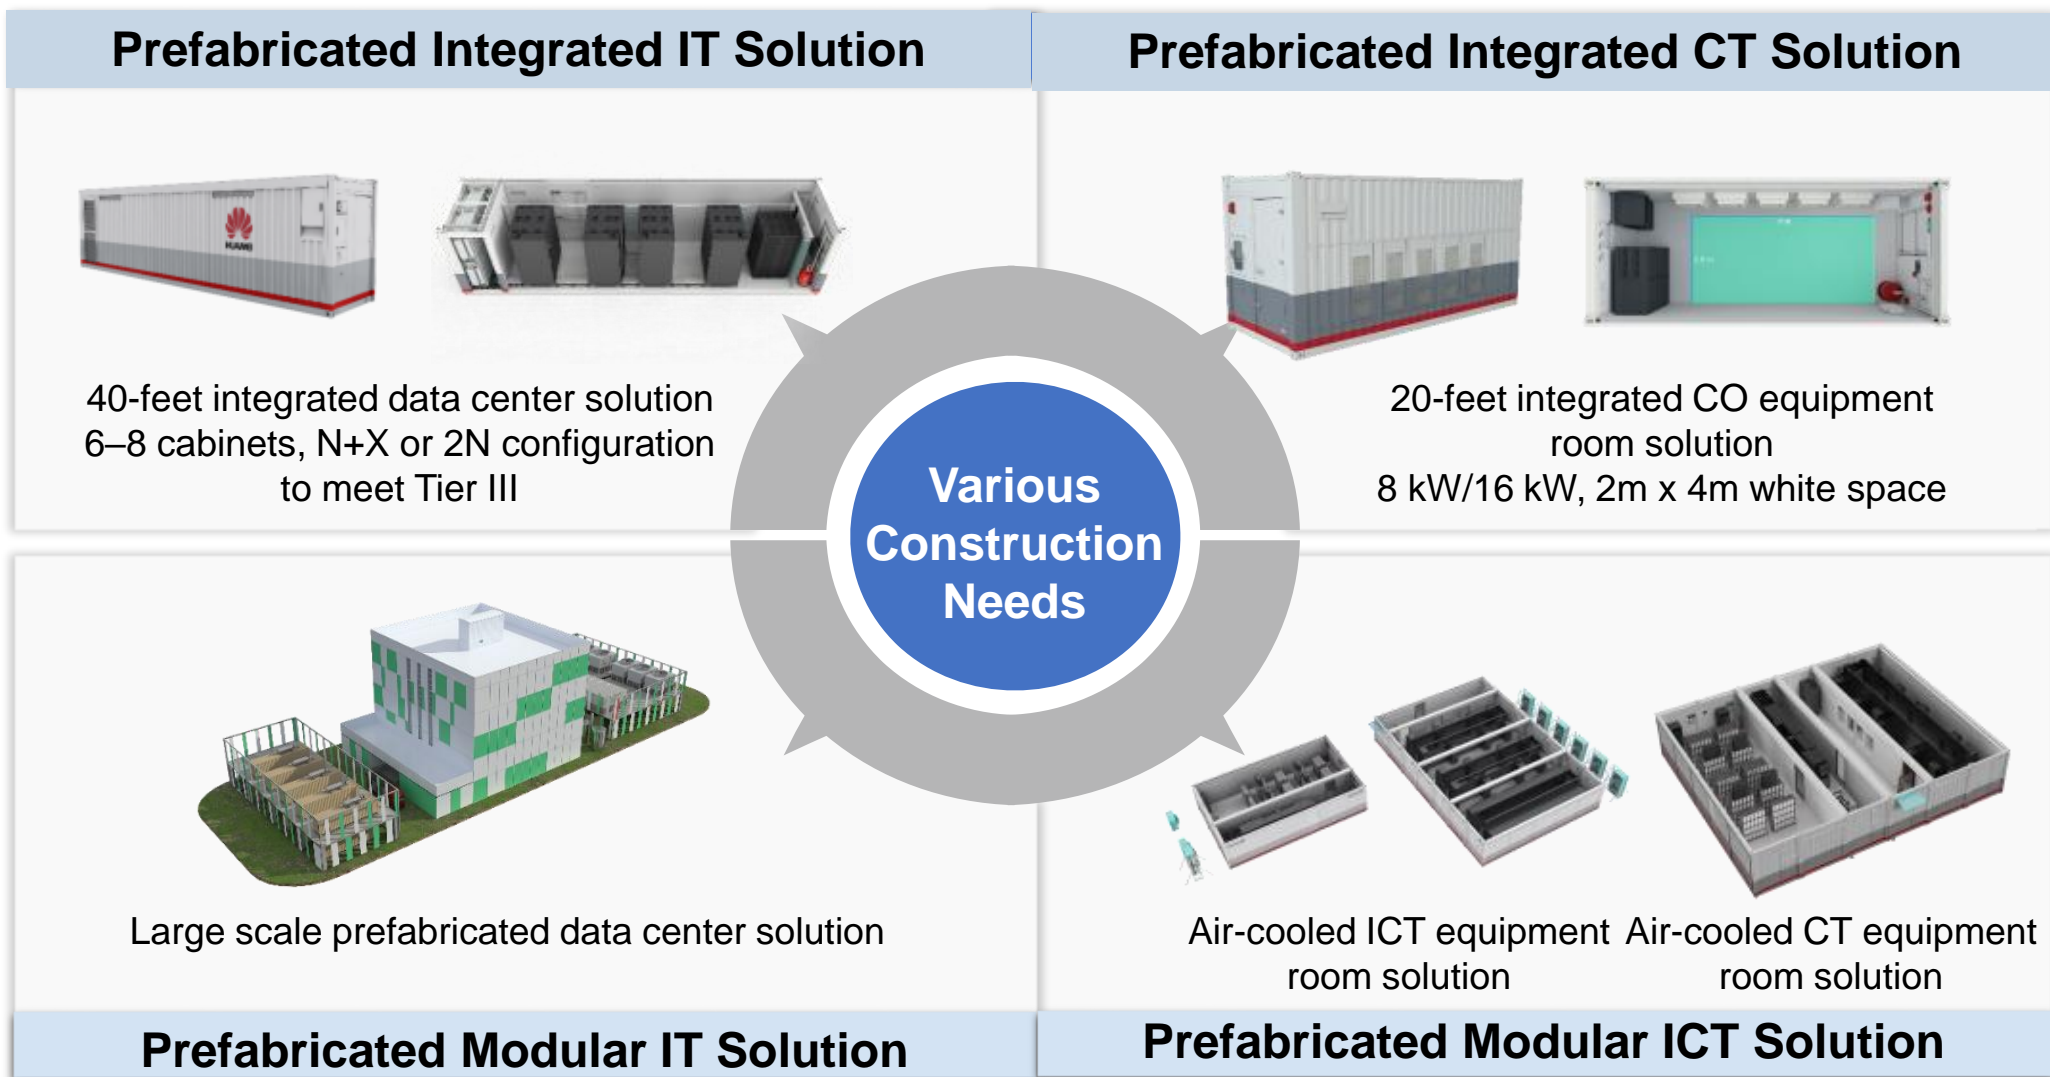 Prefabricated Integrated IT Solution
Prefabricated Integrated CT Solution
HUAWEI
40-feet integrated data center solution
6–8 cabinets, N+X or 2N configuration
to meet Tier III
20-feet integrated CO equipment
room solution
8 kW/16 kW, 2m x 4m white space
Various
Construction
Needs
Large scale prefabricated data center solution
Air-cooled ICT equipment
room solution
Air-cooled CT equipment
room solution
Prefabricated Modular IT Solution
Prefabricated Modular ICT Solution